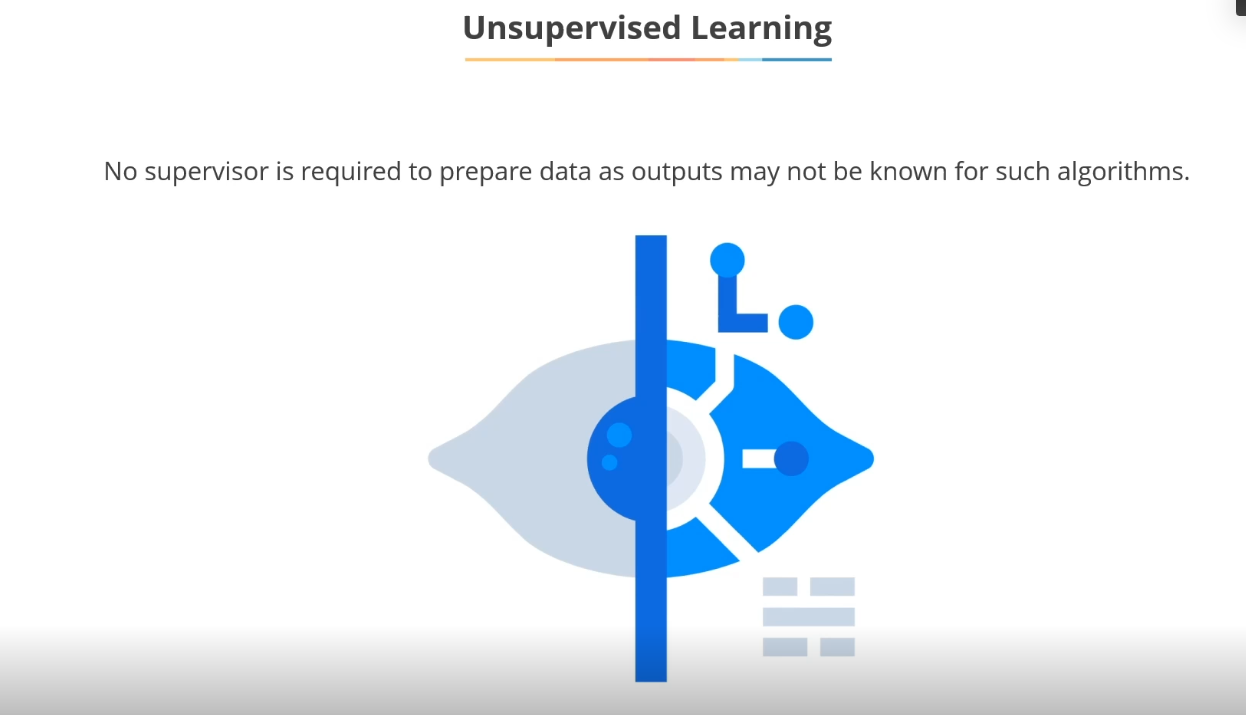 Unsupervised Learning
No supervisor is required to prepare data as outputs may not be known for such algorithms.